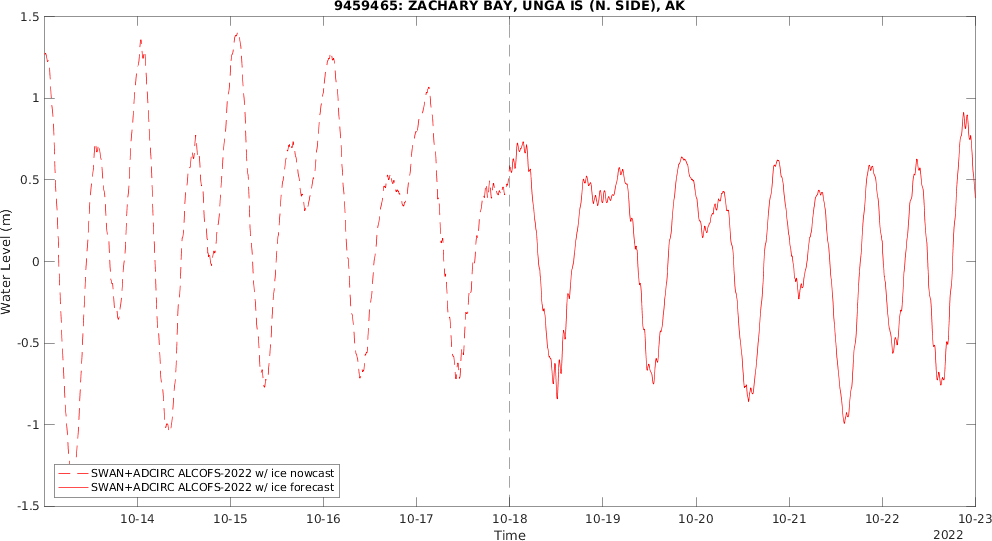 9459465: ZACHARY BAY, UNGA IS (N. SIDE), AK
Water Level (m)
1.5
1
0.5
0
-0.5
-1
-1.5
SWAN+ADCIRC ALCOFS-2022 w/ ice nowcast
SWAN+ADCIRC ALCOFS-2022 w/ ice forecast
10-14 10-15 10-16 10-17 10-18 10-19 10-20 10-21 10-22 10-23
Time
2022